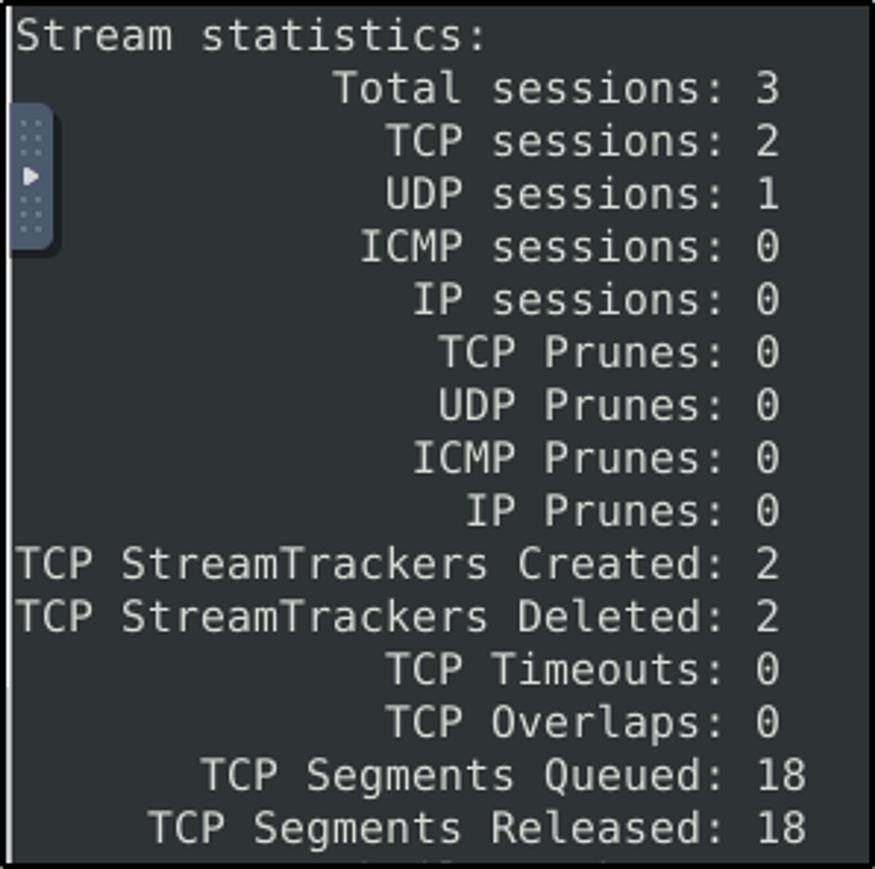 Stream statistics:
Total sessions: 3
TCP sessions: 2
UDP sessions: 1
ICMP sessions: 0
IP sessions: 0
TCP Prunes: 0
UDP Prunes: 0
ICMP Prunes: 0
IP Prunes: 0
TCP StreamTrackers Created: 2
TCP StreamTrackers Deleted: 2
TCP Timeouts: 0
TCP Overlaps: 0
TCP Segments Queued: 18
TCP Segments Released: 18